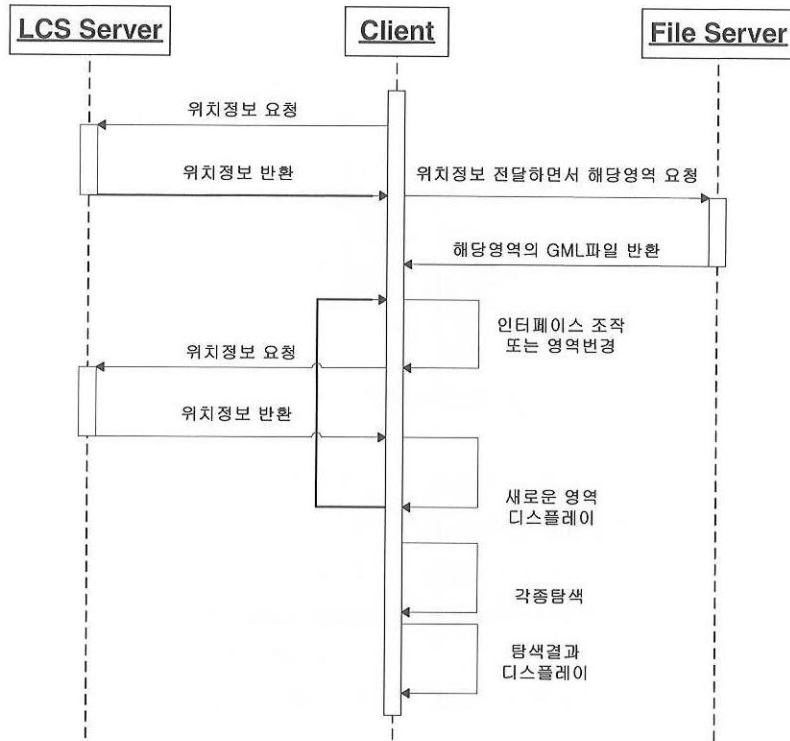 LCS Server
Client
File Server
위치정보 요청
위치정보 반환
위치정보 전달하면서 해당영역 요청
해당영역의 GML파일 반환
인터페이스 조작
또는 영역변경
위치정보 요청
위치정보 반환
새로운 영역
디스플레이
각종탐색
탐색결과
디스플레이